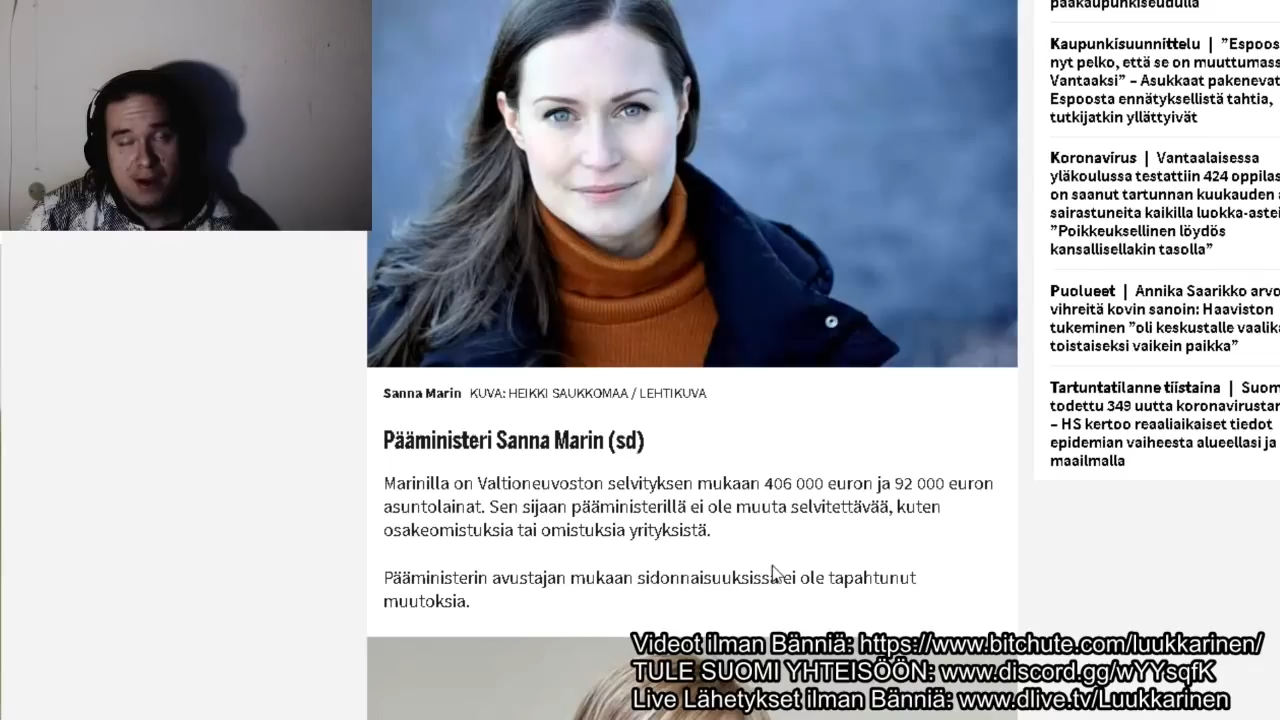 Sanna Marin KUVA: HEIKKI SAUKKOMAA / LEHTIKUVA
Pääministeri Sanna Marin (sd)
Marinilla on Valtioneuvoston selvityksen mukaan 406 000 euron ja 92 000 euron
asuntolainat. Sen sijaan pääministerillä ei ole muuta selvitettävää, kuten
osakeomistuksia tai omistuksia yrityksistä.
Pääministerin avustajan mukaan sidonnaisuuksissa ei ole tapahtunut
muutoksia.
pääkaupunkiseudulla
Kaupunkisuunnittelu | ”Espoos
nyt pelko, että se on muuttumass
Vantaaksi” – Asukkaat pakenevat
Espoosta ennätyksellistä tahtia,
tutkijatkin yllättyivät
Koronavirus | Vantaalaisessa
yläkoulussa testattiin 424 oppilas
on saanut tartunnan kuukauden a
sairastuneita kaikilla luokka-aste
”Poikkeuksellinen löydös
kansallisellakin tasolla”
Puolueet | Annika Saarikko arvo
vihreitä kovin sanoin: Haaviston
tukeminen ”oli keskustalle vaalika
toistaiseksi vaikein paikka”
Tartuntatilanne tiistaina | Suom
todettu 349 uutta koronavirustar
– HS kertoo reaaliaikaiset tiedot
epidemian vaiheesta alueellasi ja
maailmalla
Videot ilman Bänniä: https://www.bitchute.com/luukkarinen/
TULE SUOMI YHTEISÖÖN: www.discord.gg/wYYsqfK
Live Lähetykset ilman Bänniä: www.dlive.tv/Luukkarinen